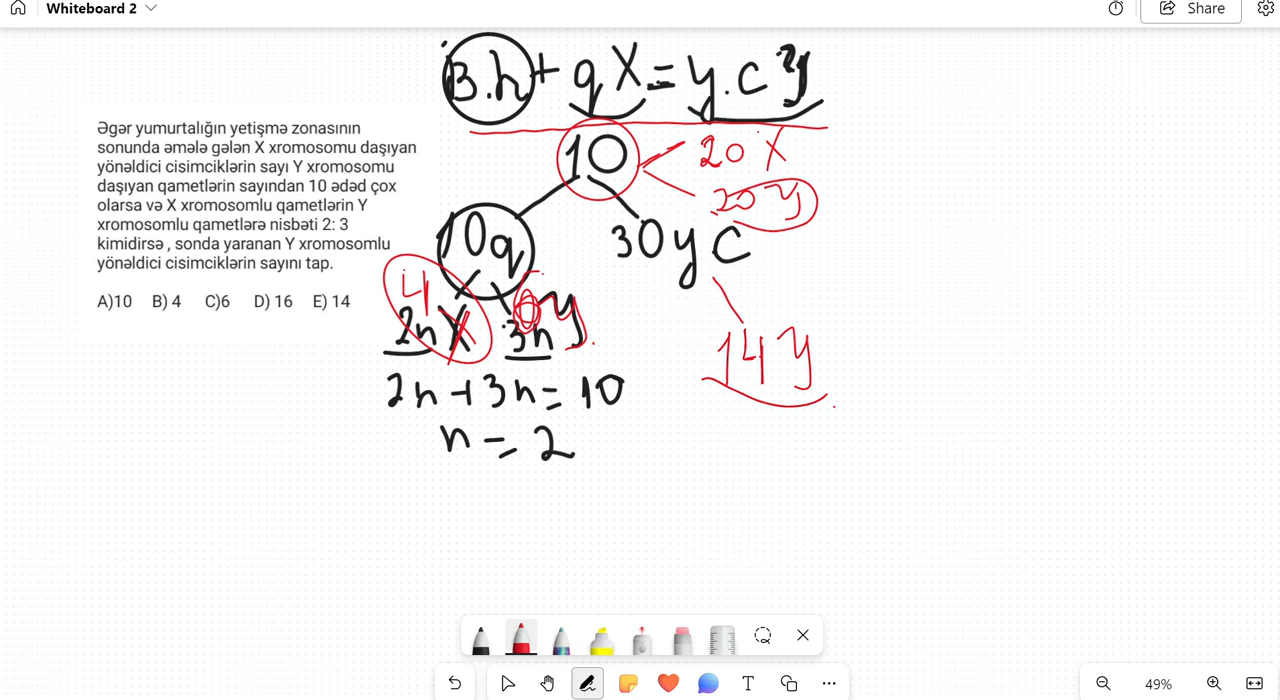 Whiteboard 2
Share
B.h + qX = y.c y
Əgər yumurtalığın yetişmə zonasının
sonunda əmələ gələn X xromosomu daşıyan
yönəldici cisimciklərin sayı Y xromosomu
daşıyan qametlərin sayından 10 ədəd çox
olarsa və X xromosomlu qametlərin Y
xromosomlu qametlərə nisbəti 2: 3
kimidirsə , sonda yaranan Y xromosomlu
yönəldici cisimciklərin sayını tap.
A)10 B) 4 C)6 D) 16 E) 14
10
20 X
20 y
10q
30 y c
4
2n X
3n
y
14 y
2n + 3n = 10
n = 2
T
49%